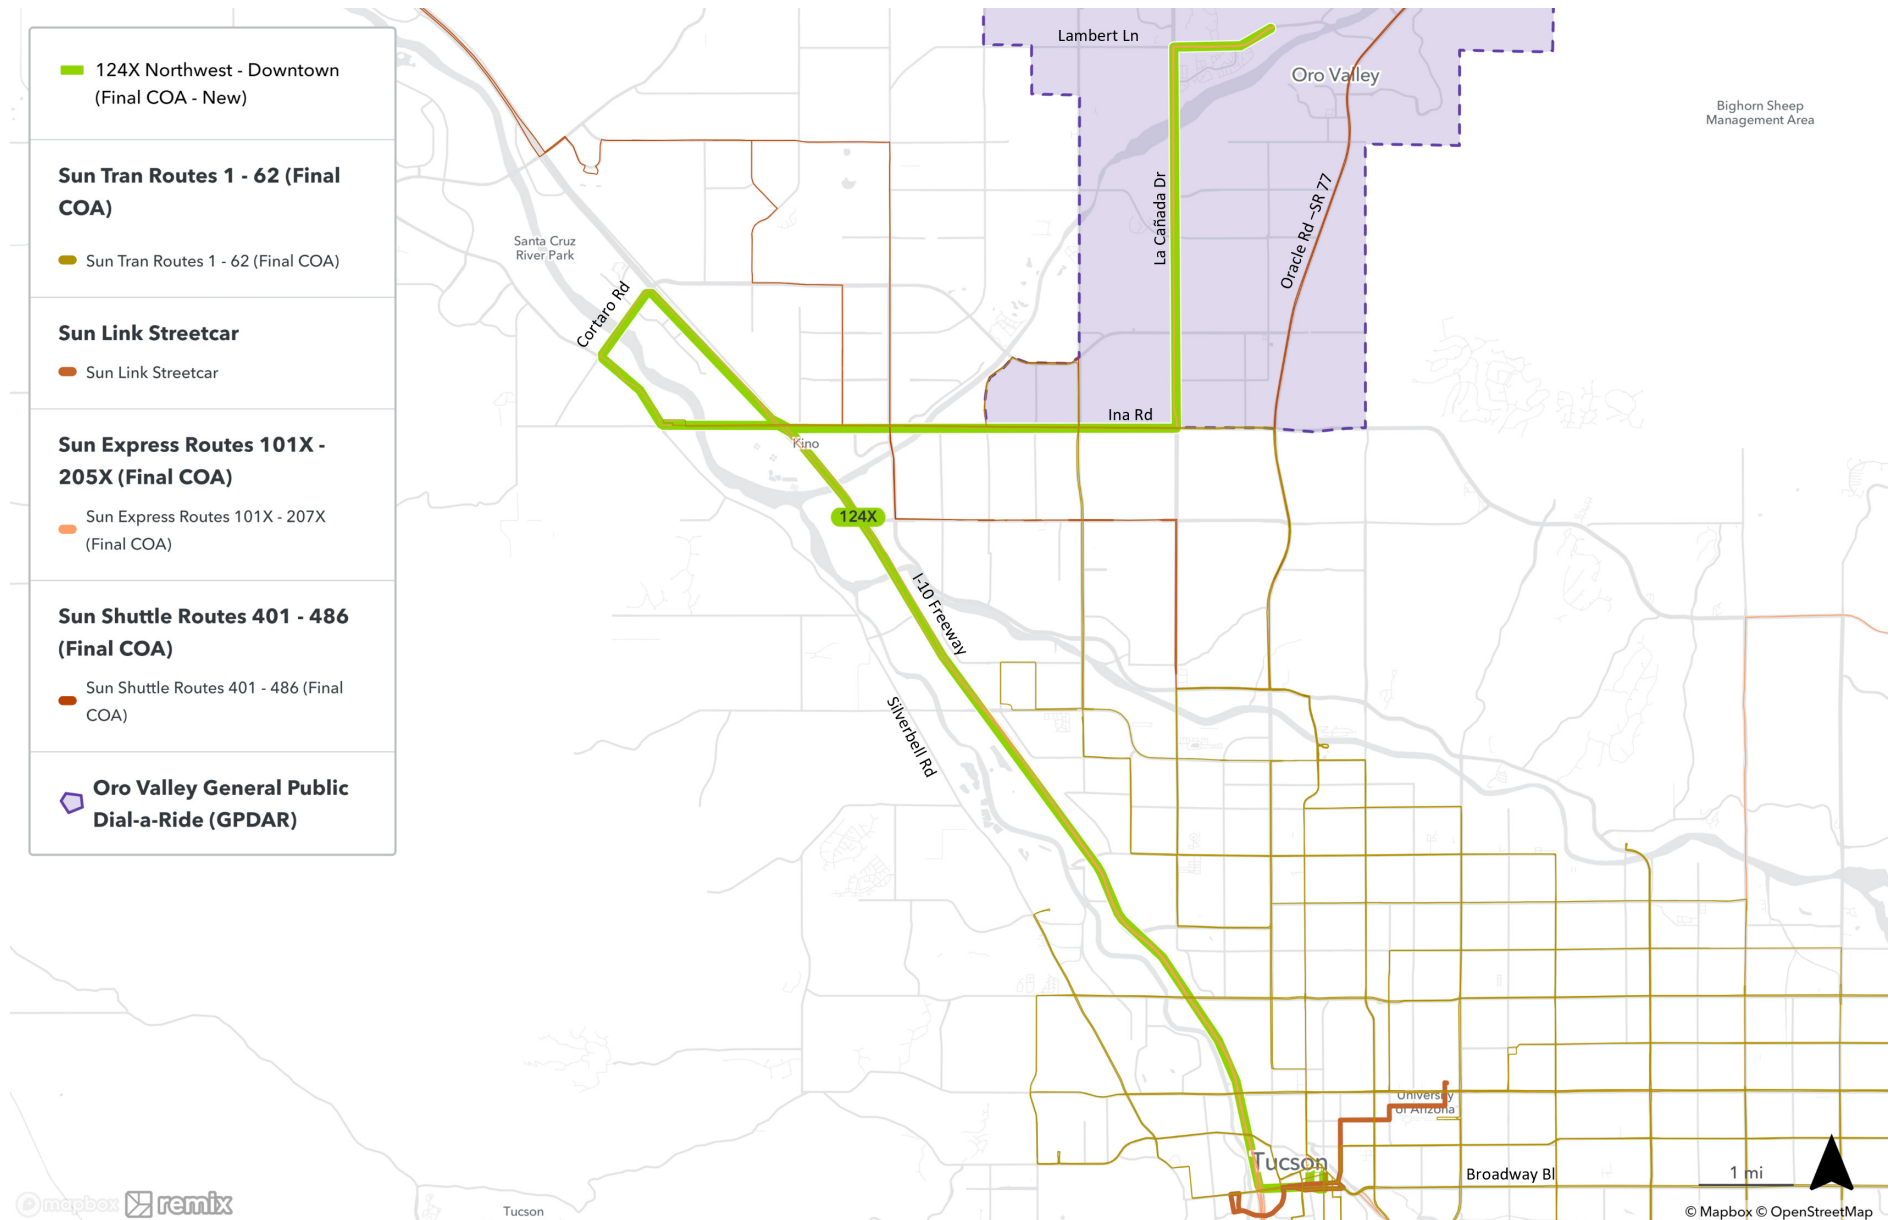 124X Northwest - Downtown
(Final COA - New)
Sun Tran Routes 1 - 62 (Final
COA)
Sun Tran Routes 1 - 62 (Final COA)
Sun Link Streetcar
Sun Link Streetcar
Sun Express Routes 101X -
205X (Final COA)
Sun Express Routes 101X - 207X
(Final COA)
Sun Shuttle Routes 401 - 486
(Final COA)
Sun Shuttle Routes 401 - 486 (Final
COA)
Oro Valley General Public
Dial-a-Ride (GPDAR)
Lambert Ln
Oro Valley
Bighorn Sheep
Management Area
La Cañada Dr
Oracle Rd –SR 77
Santa Cruz
River Park
Cortaro Rd
Ina Rd
Kino
124X
I-10 Freeway
Silverbell Rd
University
of Arizona
Tucson
Broadway Bl
1 mi
Tucson
mapbox
remix
© Mapbox © OpenStreetMap